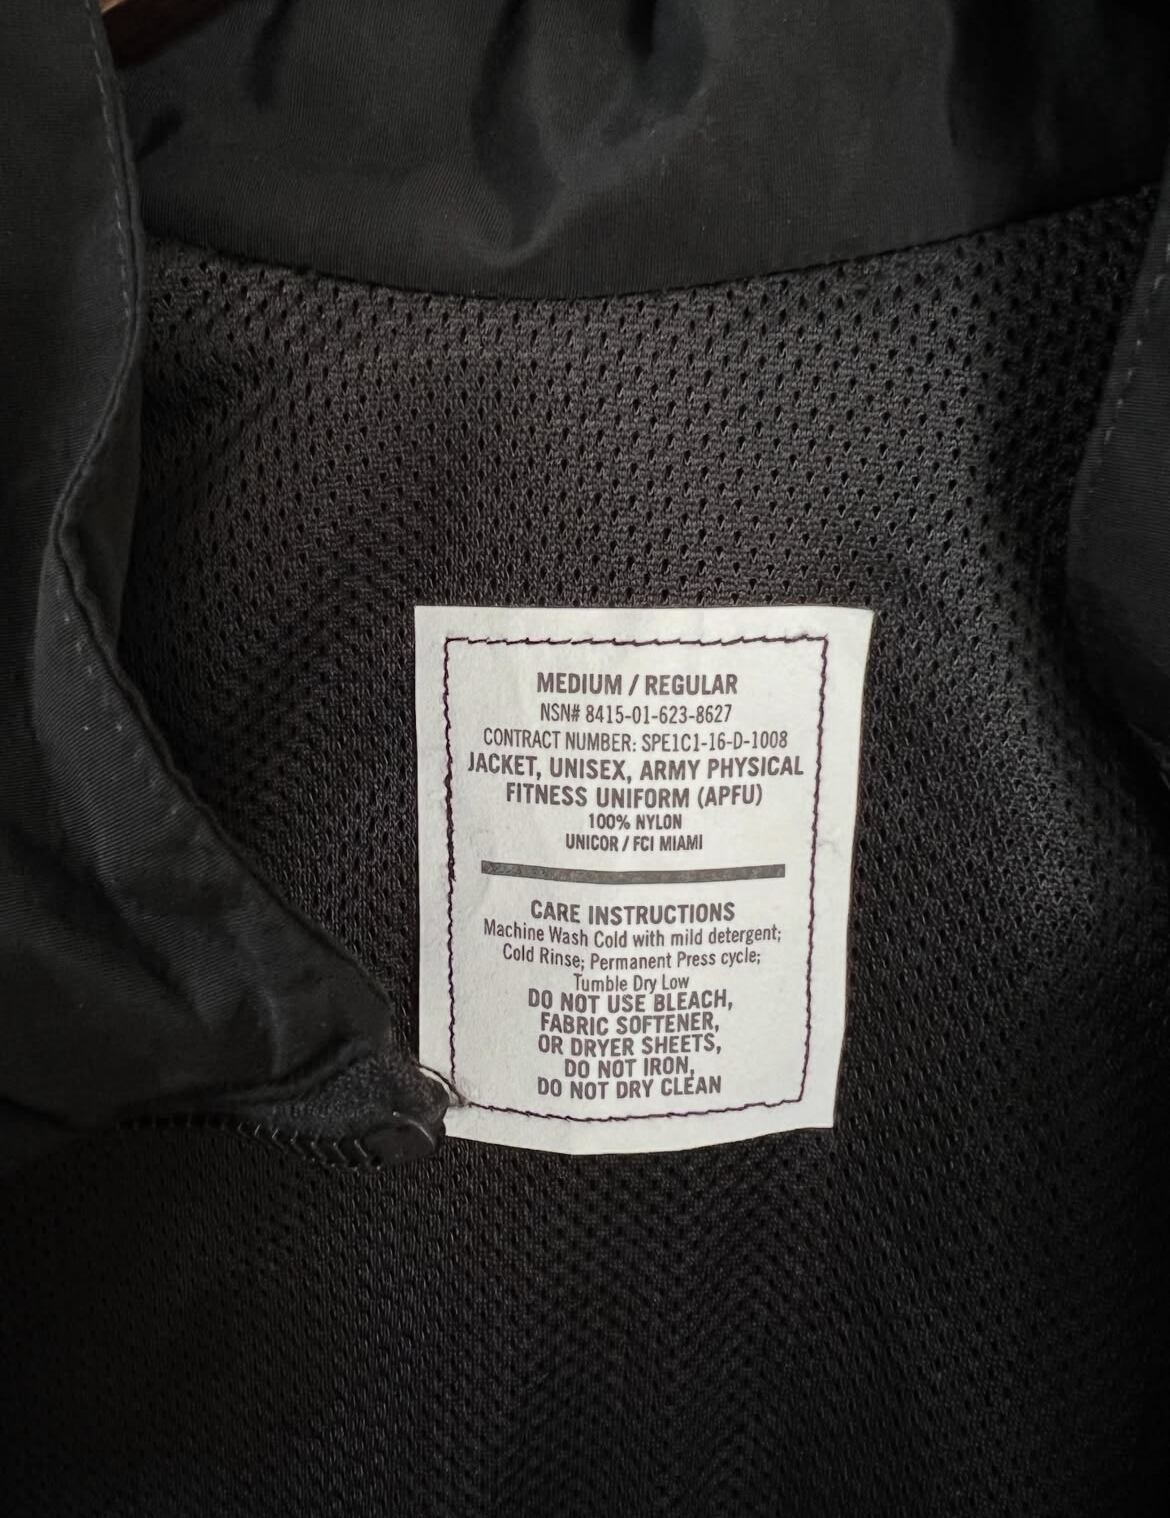 MEDIUM / REGULAR
NSN# 8415-01-623-8627
CONTRACT NUMBER: SPE1C1-16-D-1008
JACKET, UNISEX, ARMY PHYSICAL
FITNESS UNIFORM (APFU)
100% NYLON
UNICOR / FCI MIAMI
CARE INSTRUCTIONS
Machine Wash Cold with mild detergent;
Cold Rinse; Permanent Press cycle;
Tumble Dry Low
DO NOT USE BLEACH,
FABRIC SOFTENER,
OR DRYER SHEETS,
DO NOT IRON,
DO NOT DRY CLEAN